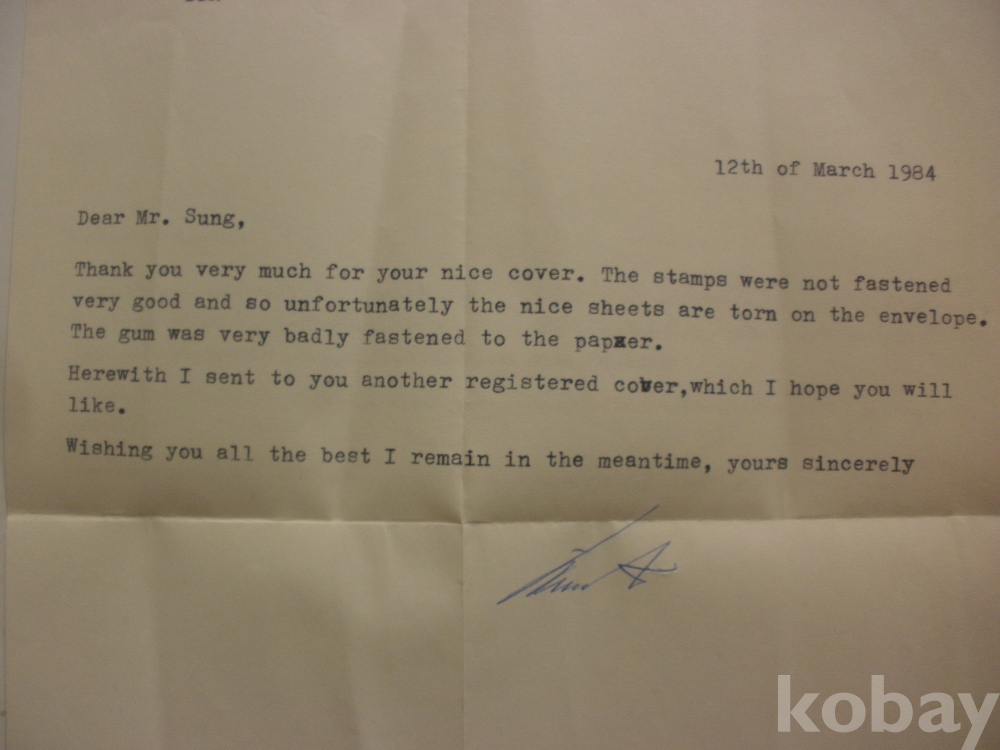 12th of March 1984
Dear Mr. Sung,
Thank you very much for your nice cover. The stamps were not fastened
very good and so unfortunately the nice sheets are torn on the envelope.
The gum was very badly fastened to the papxer.
Herewith I sent to you another registered cover,which I hope you will
like.
Wishing you all the best I remain in the meantime, yours sincerely
kobay